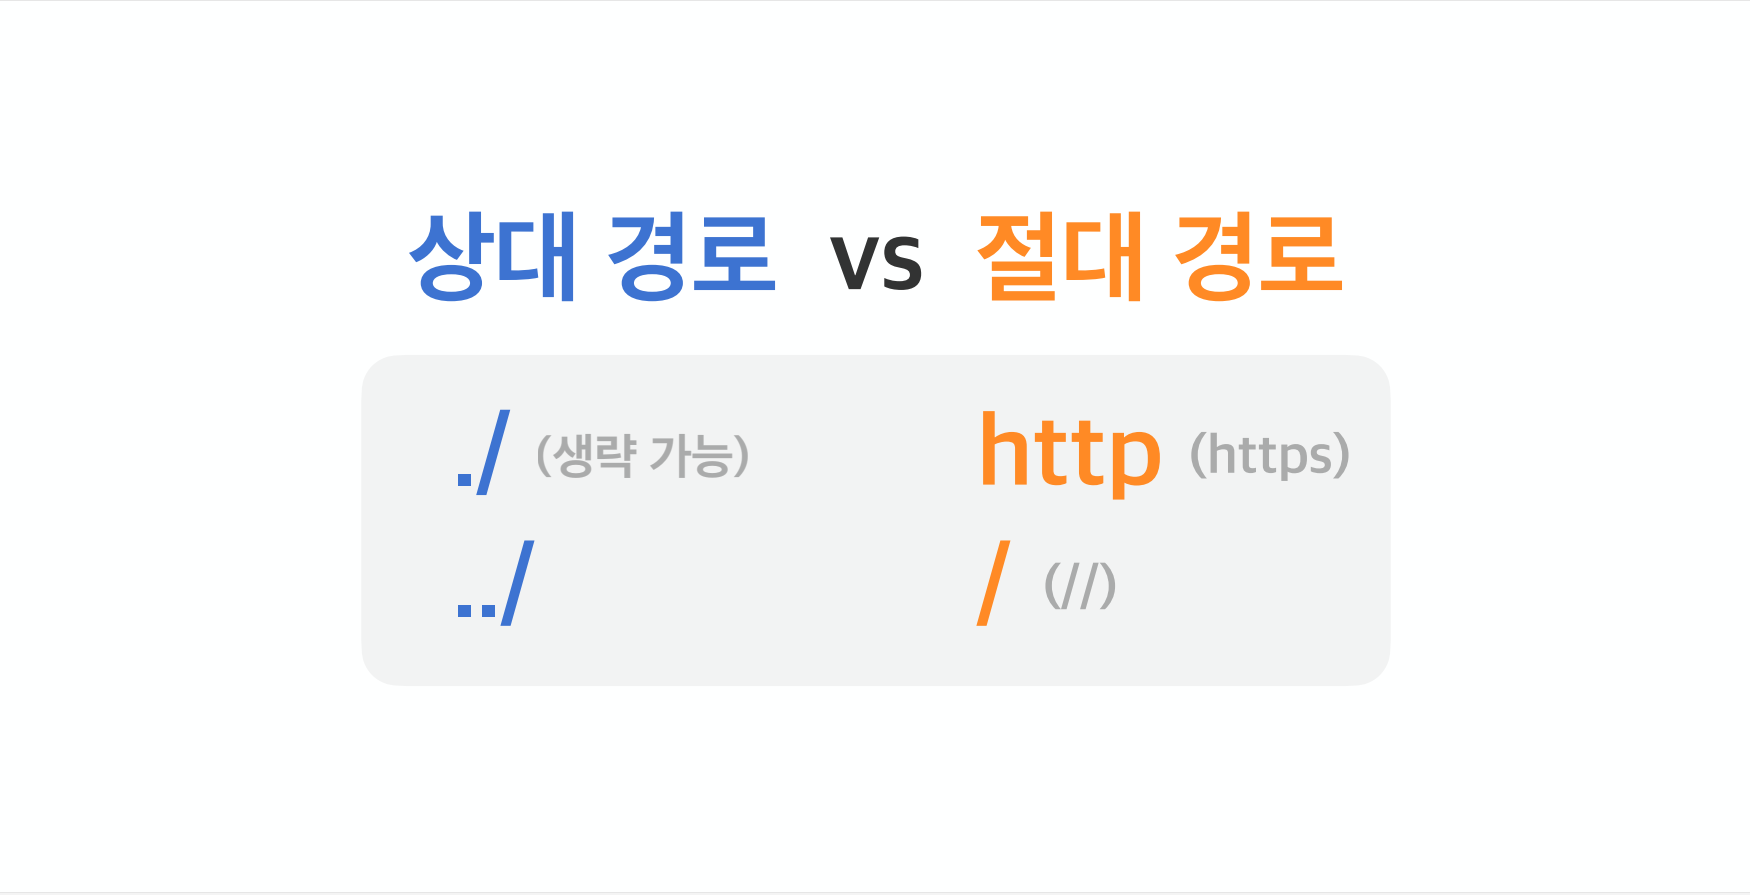 상대 경로 vs 절대 경로
./ (생략 가능) http (https)
../ / (//)